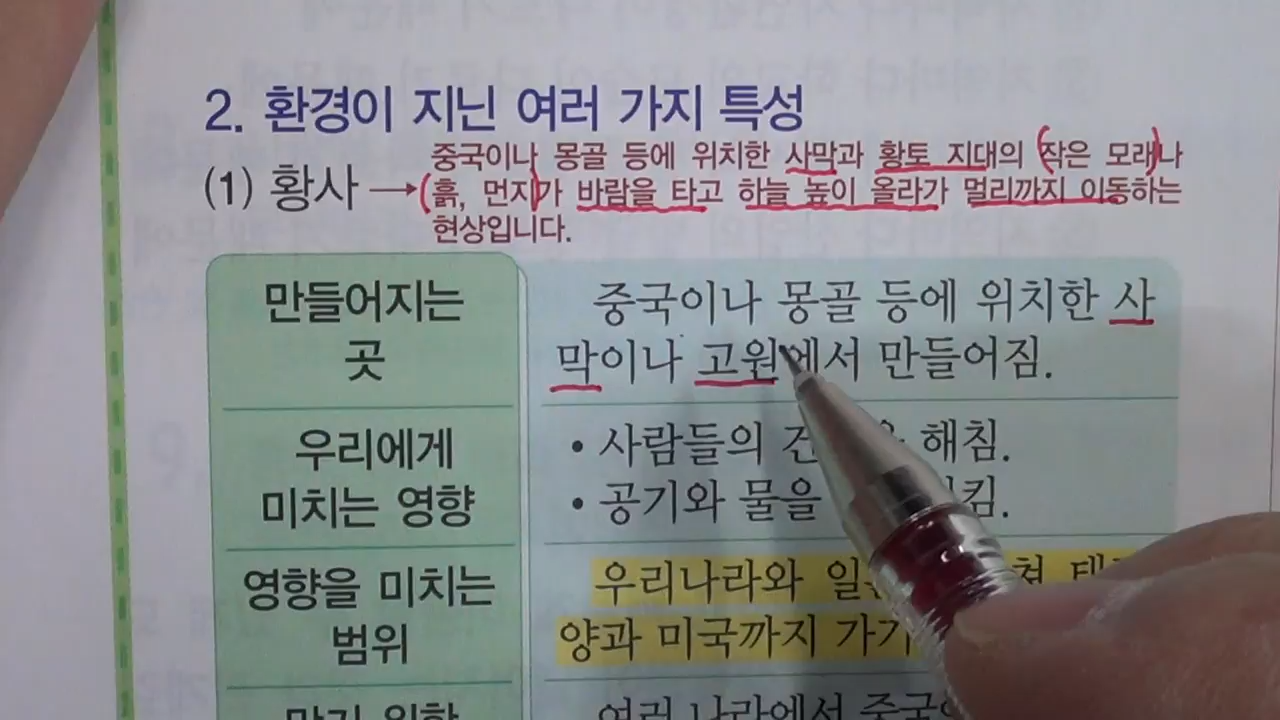 2. 환경이 지닌 여러 가지 특성
중국이나 몽골 등에 위치한 사막과 황토 지대의 작은 모래나
(1) 황사 → 흙, 먼지가 바람을 타고 하늘 높이 올라가 멀리까지 이동하는
현상입니다.
만들어지는
곳
중국이나 몽골 등에 위치한 사
막이나 고원에서 만들어짐.
우리에게
미치는 영향
• 사람들의 해침.
• 공기와 물을
영향을 미치는
범위
우리나라와
양과 미국까지
여러 나라에서